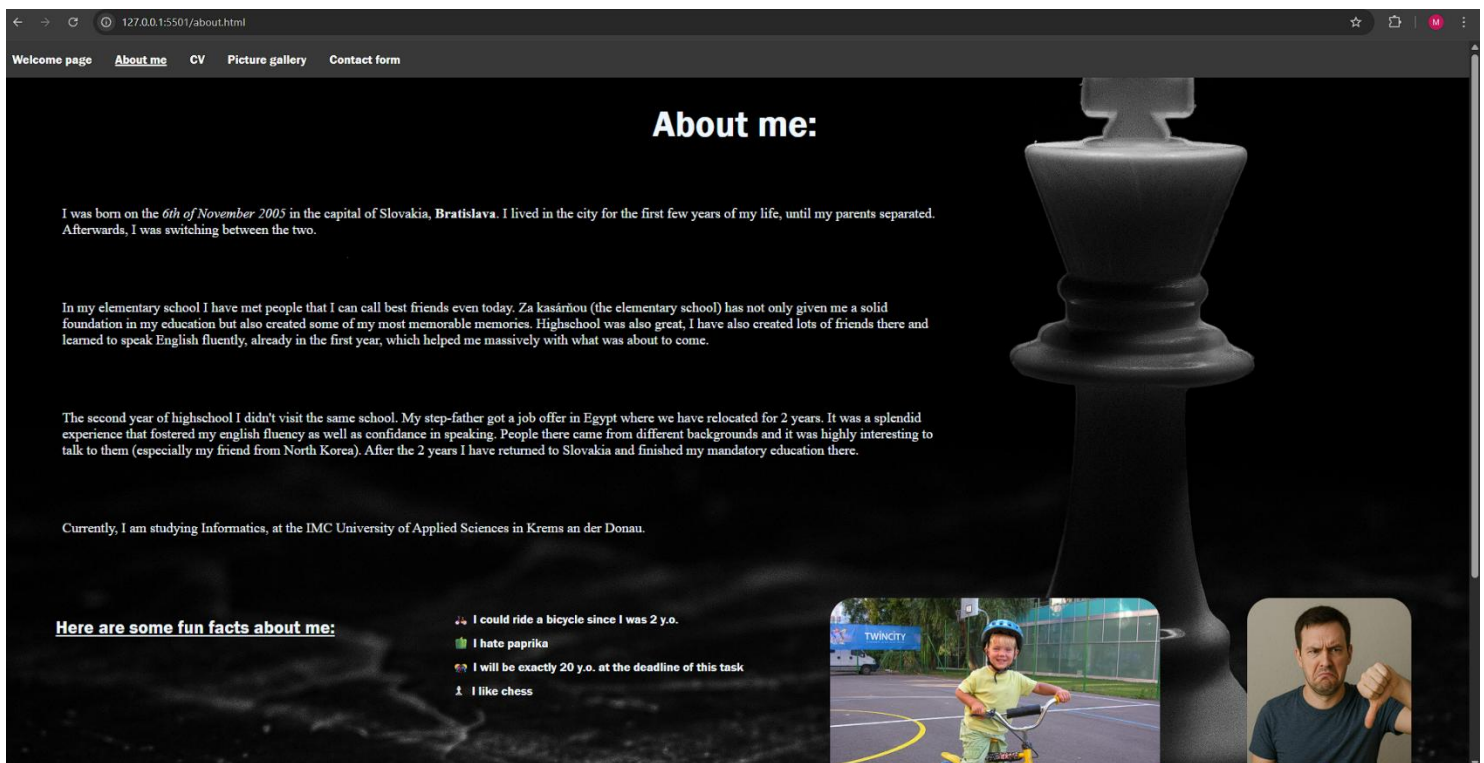 127.0.0.1:5501/about.html
M
Welcome page About me CV Picture gallery Contact form
About me:
I was born on the 6th of November 2005 in the capital of Slovakia, Bratislava. I lived in the city for the first few years of my life, until my parents separated.
Afterwards, I was switching between the two.
In my elementary school I have met people that I can call best friends even today. Za kasárňou (the elementary school) has not only given me a solid
foundation in my education but also created some of my most memorable memories. Highschool was also great, I have also created lots of friends there and
learned to speak English fluently, already in the first year, which helped me massively with what was about to come.
The second year of highschool I didn't visit the same school. My step-father got a job offer in Egypt where we have relocated for 2 years. It was a splendid
experience that fostered my english fluency as well as confidance in speaking. People there came from different backgrounds and it was highly interesting to
talk to them (especially my friend from North Korea). After the 2 years I have returned to Slovakia and finished my mandatory education there.
Currently, I am studying Informatics, at the IMC University of Applied Sciences in Krems an der Donau.
Here are some fun facts about me:
I could ride a bicycle since I was 2 y.o.
I hate paprika
I will be exactly 20 y.o. at the deadline of this task
I like chess
TWINCITY